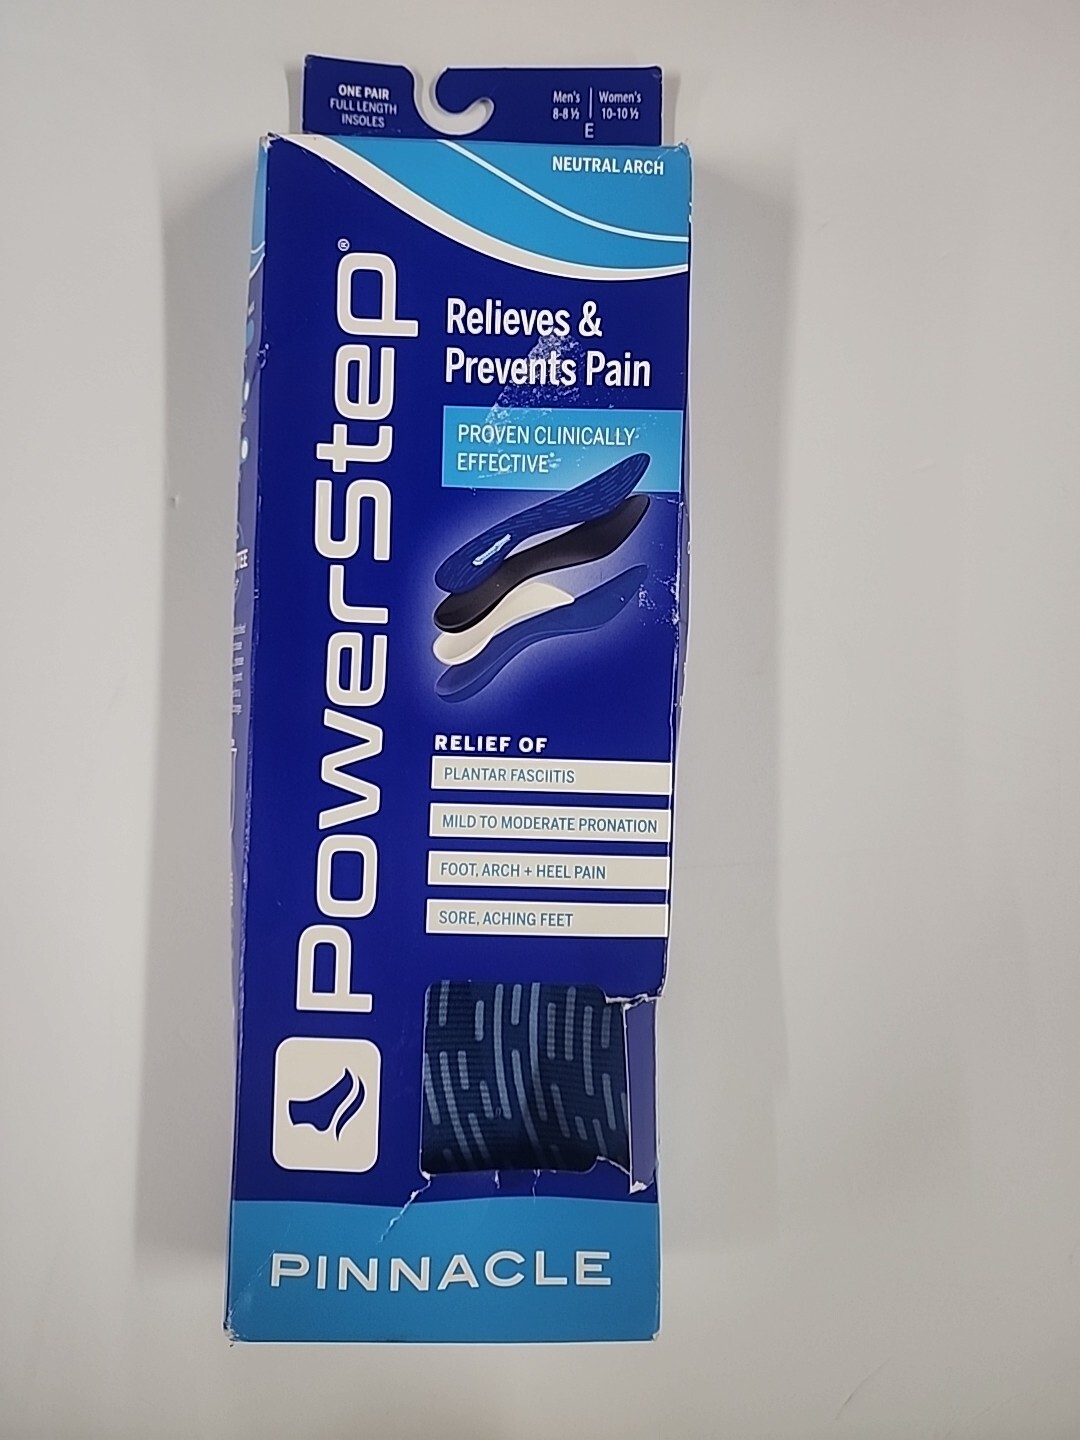 ONE PAIR
FULL LENGTH
INSOLES
Men's | Women's
8-8 ½ | 10-10 ½
E
NEUTRAL ARCH
PowerStep®
Relieves &
Prevents Pain
PROVEN CLINICALLY
EFFECTIVE*
RELIEF OF
PLANTAR FASCIITIS
MILD TO MODERATE PRONATION
FOOT, ARCH + HEEL PAIN
SORE, ACHING FEET
PINNACLE